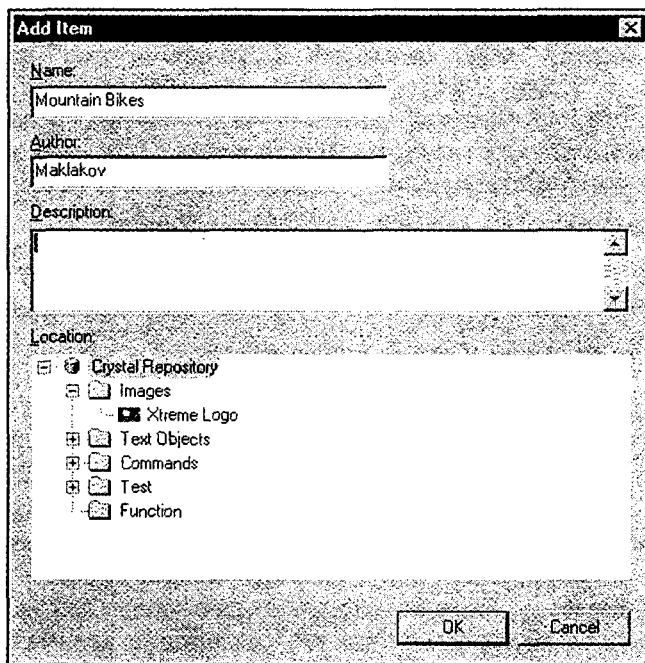 Add Item
Name:
Mountain Bikes
Author:
Maklakov
Description:
Location:
Crystal Repository
Images
Xtreme Logo
Text Objects
Commands
Test
Function
OK
Cancel